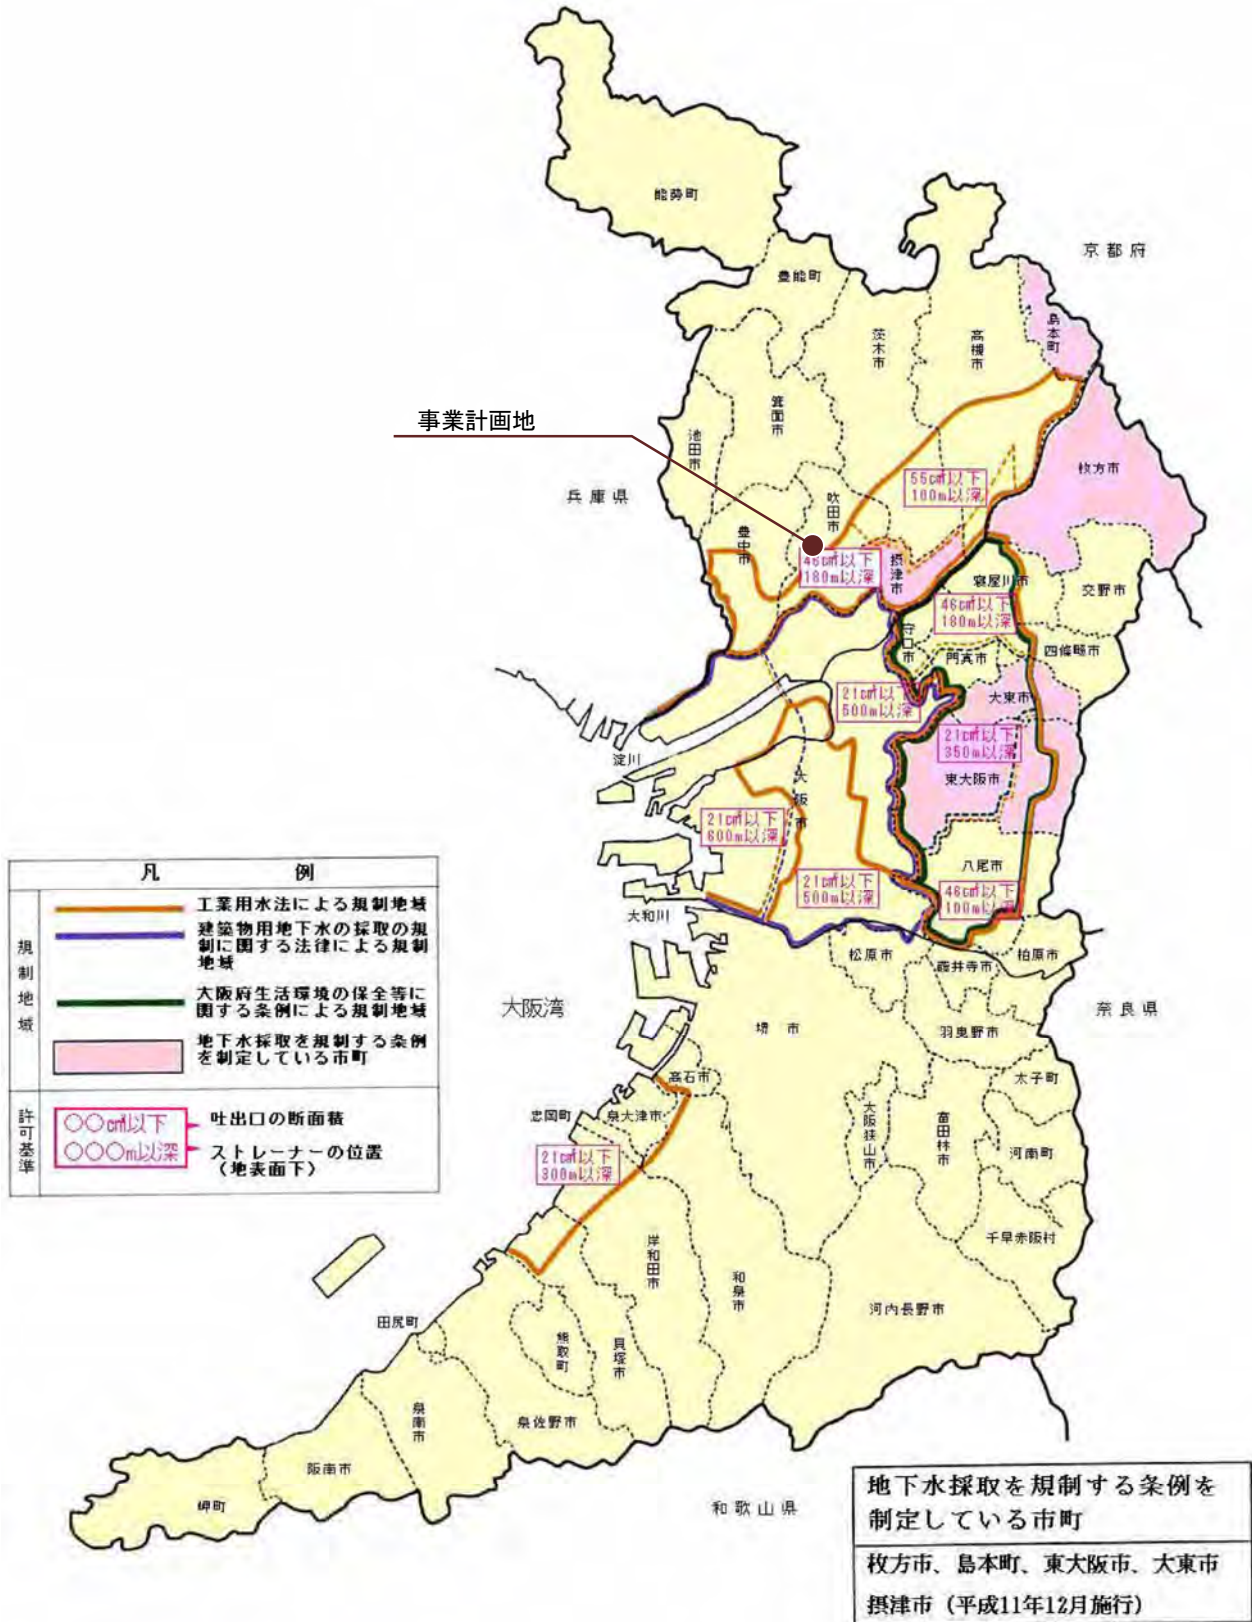 能勢町
京都府
豊能町
島本町
茨木市
高槻市
箕面市
事業計画地
池田市
枚方市
55c㎡以下
100m以深
兵庫県
吹田市
豊中市
46c㎡以下
180m以深
摂津市
寝屋川市
交野市
46c㎡以下
180m以深
守口市
門真市
四條畷市
大東市
21c㎡以下
500m以深
21c㎡以下
350m以深
淀川
大阪市
東大阪市
21c㎡以下
600m以深
八尾市
21c㎡以下
500m以深
46c㎡以下
100m以深
大和川
松原市
藤井寺市
柏原市
凡例
規制地域
工業用水法による規制地域
建築物用地下水の採取の規
制に関する法律による規制
地域
大阪府生活環境の保全等に
関する条例による規制地域
地下水採取を規制する条例
を制定している市町
許可基準
○○c㎡以下
○○○m以深
吐出口の断面積
ストレーナーの位置
(地表面下)
大阪湾
堺市
羽曳野市
奈良県
高石市
太子町
忠岡町
泉大津市
大阪狭山市
富田林市
河南町
21c㎡以下
300m以深
千早赤阪村
岸和田市
和泉市
河内長野市
田尻町
熊取町
貝塚市
泉南市
泉佐野市
阪南市
岬町
和歌山県
地下水採取を規制する条例を
制定している市町
枚方市、島本町、東大阪市、大東市
摂津市(平成11年12月施行)